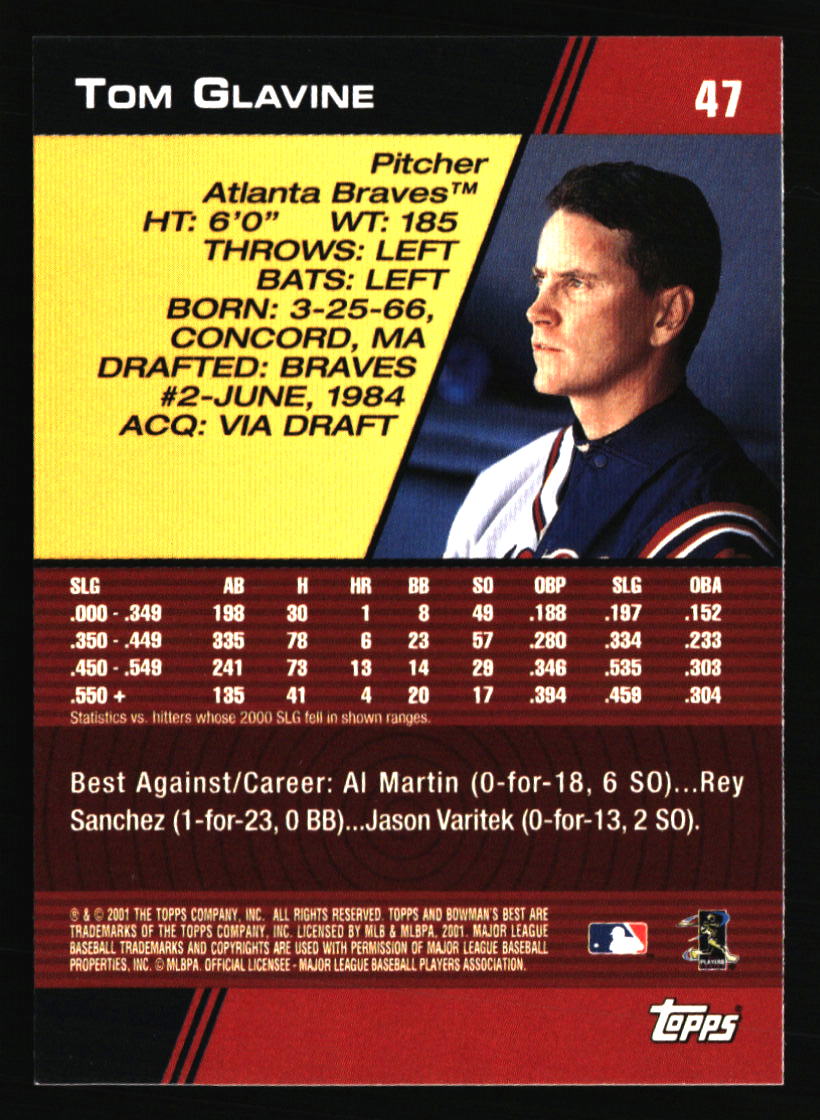 TOM GLAVINE 47
Pitcher
Atlanta Braves™
HT: 6'0" WT: 185
THROWS: LEFT
BATS: LEFT
BORN: 3-25-66,
CONCORD, MA
DRAFTED: BRAVES
#2-JUNE, 1984
ACQ: VIA DRAFT
SLG AB H HR BB SO OBP SLG OBA
.000 - .349 198 30 1 8 49 .188 .197 .152
.350 - .449 335 78 6 23 57 .280 .334 .233
.450 - .549 241 73 13 14 29 .346 .535 .303
.550 + 135 41 4 20 17 .394 .459 .304
Statistics vs. hitters whose 2000 SLG fell in shown ranges.
Best Against/Career: Al Martin (0-for-18, 6 SO)...Rey
Sanchez (1-for-23, 0 BB)...Jason Varitek (0-for-13, 2 SO).
® & © 2001 THE TOPPS COMPANY, INC. ALL RIGHTS RESERVED. TOPPS AND BOWMAN'S BEST ARE
TRADEMARKS OF THE TOPPS COMPANY, INC. LICENSED BY MLB & MLBPA, 2001. MAJOR LEAGUE
BASEBALL TRADEMARKS AND COPYRIGHTS ARE USED WITH PERMISSION OF MAJOR LEAGUE BASEBALL
PROPERTIES, INC. © MLBPA. OFFICIAL LICENSEE - MAJOR LEAGUE BASEBALL PLAYERS ASSOCIATION.
PLAYERS
topps